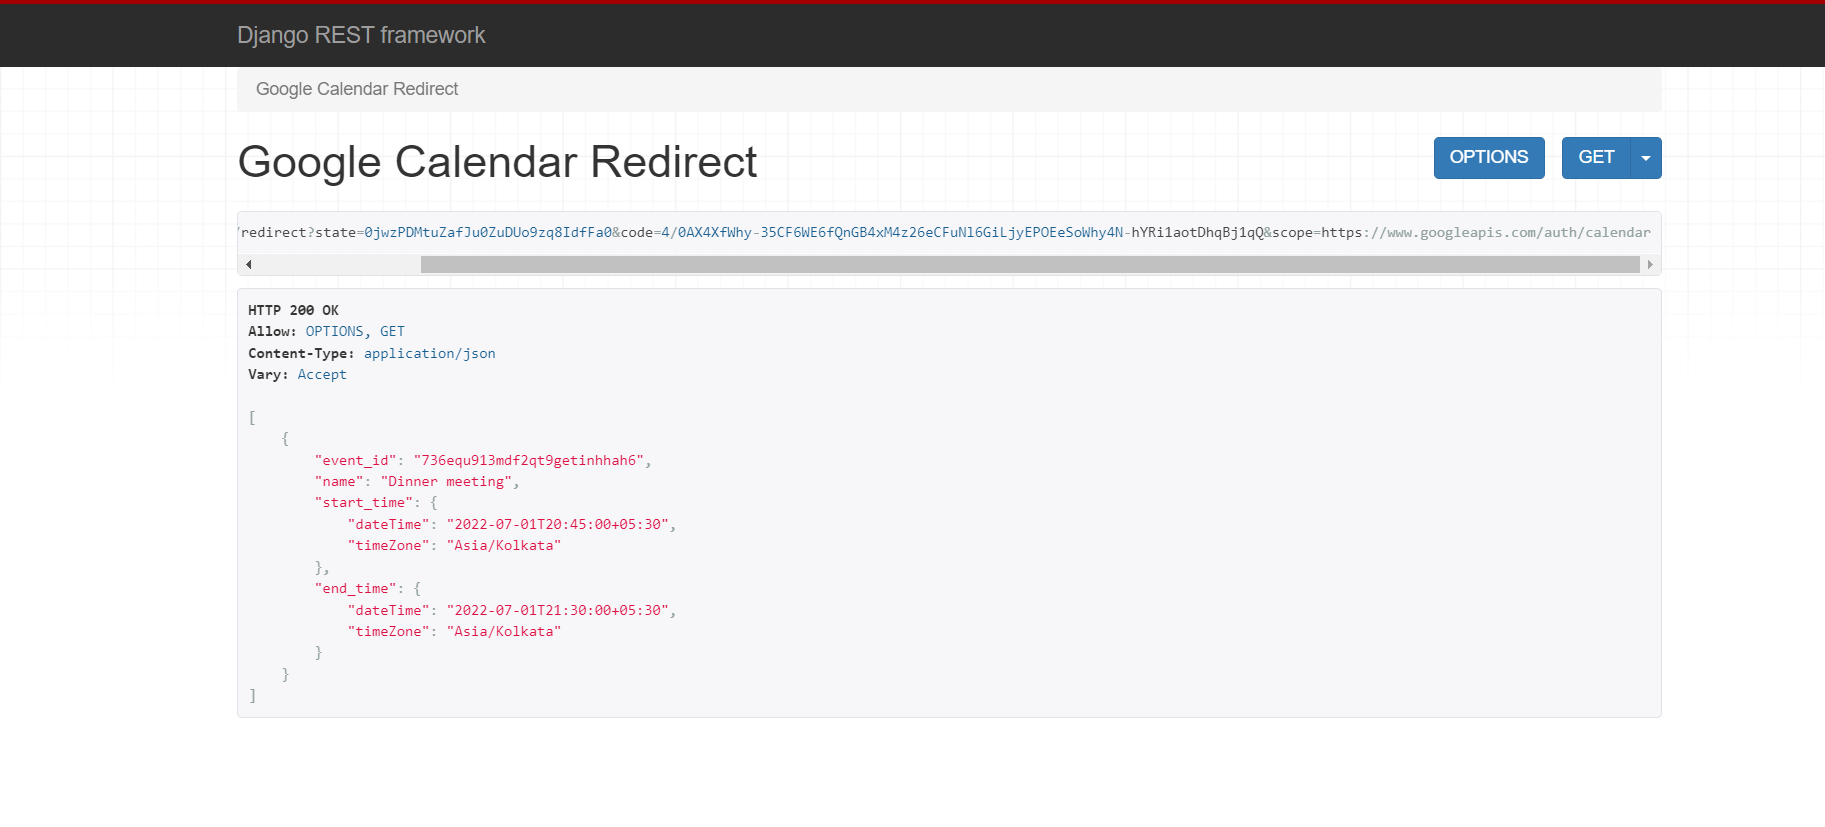 Django REST framework
Google Calendar Redirect
Google Calendar Redirect
OPTIONS
GET
/redirect?state=0jwzPDMtuZafJu0ZuDUo9zq8IdfFa0&code=4/0AX4XfWhy-35CF6WE6fQnGB4xM4z26eCFuNl6GiLjyEPOEeSoWhy4N-hYRi1aotDhqBj1qQ&scope=https://www.googleapis.com/auth/calendar
HTTP 200 OK
Allow: OPTIONS, GET
Content-Type: application/json
Vary: Accept
[
    {
        "event_id": "736equ913mdf2qt9getinhhah6",
        "name": "Dinner meeting",
        "start_time": {
            "dateTime": "2022-07-01T20:45:00+05:30",
            "timeZone": "Asia/Kolkata"
        },
        "end_time": {
            "dateTime": "2022-07-01T21:30:00+05:30",
            "timeZone": "Asia/Kolkata"
        }
    }
]